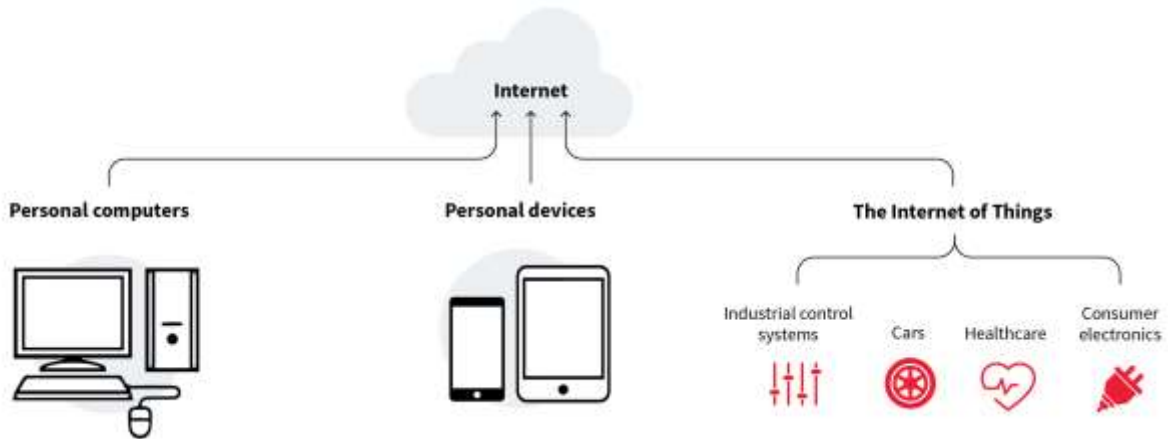 Internet
Personal computers
Personal devices
The Internet of Things
Industrial control
systems
Cars
Healthcare
Consumer
electronics